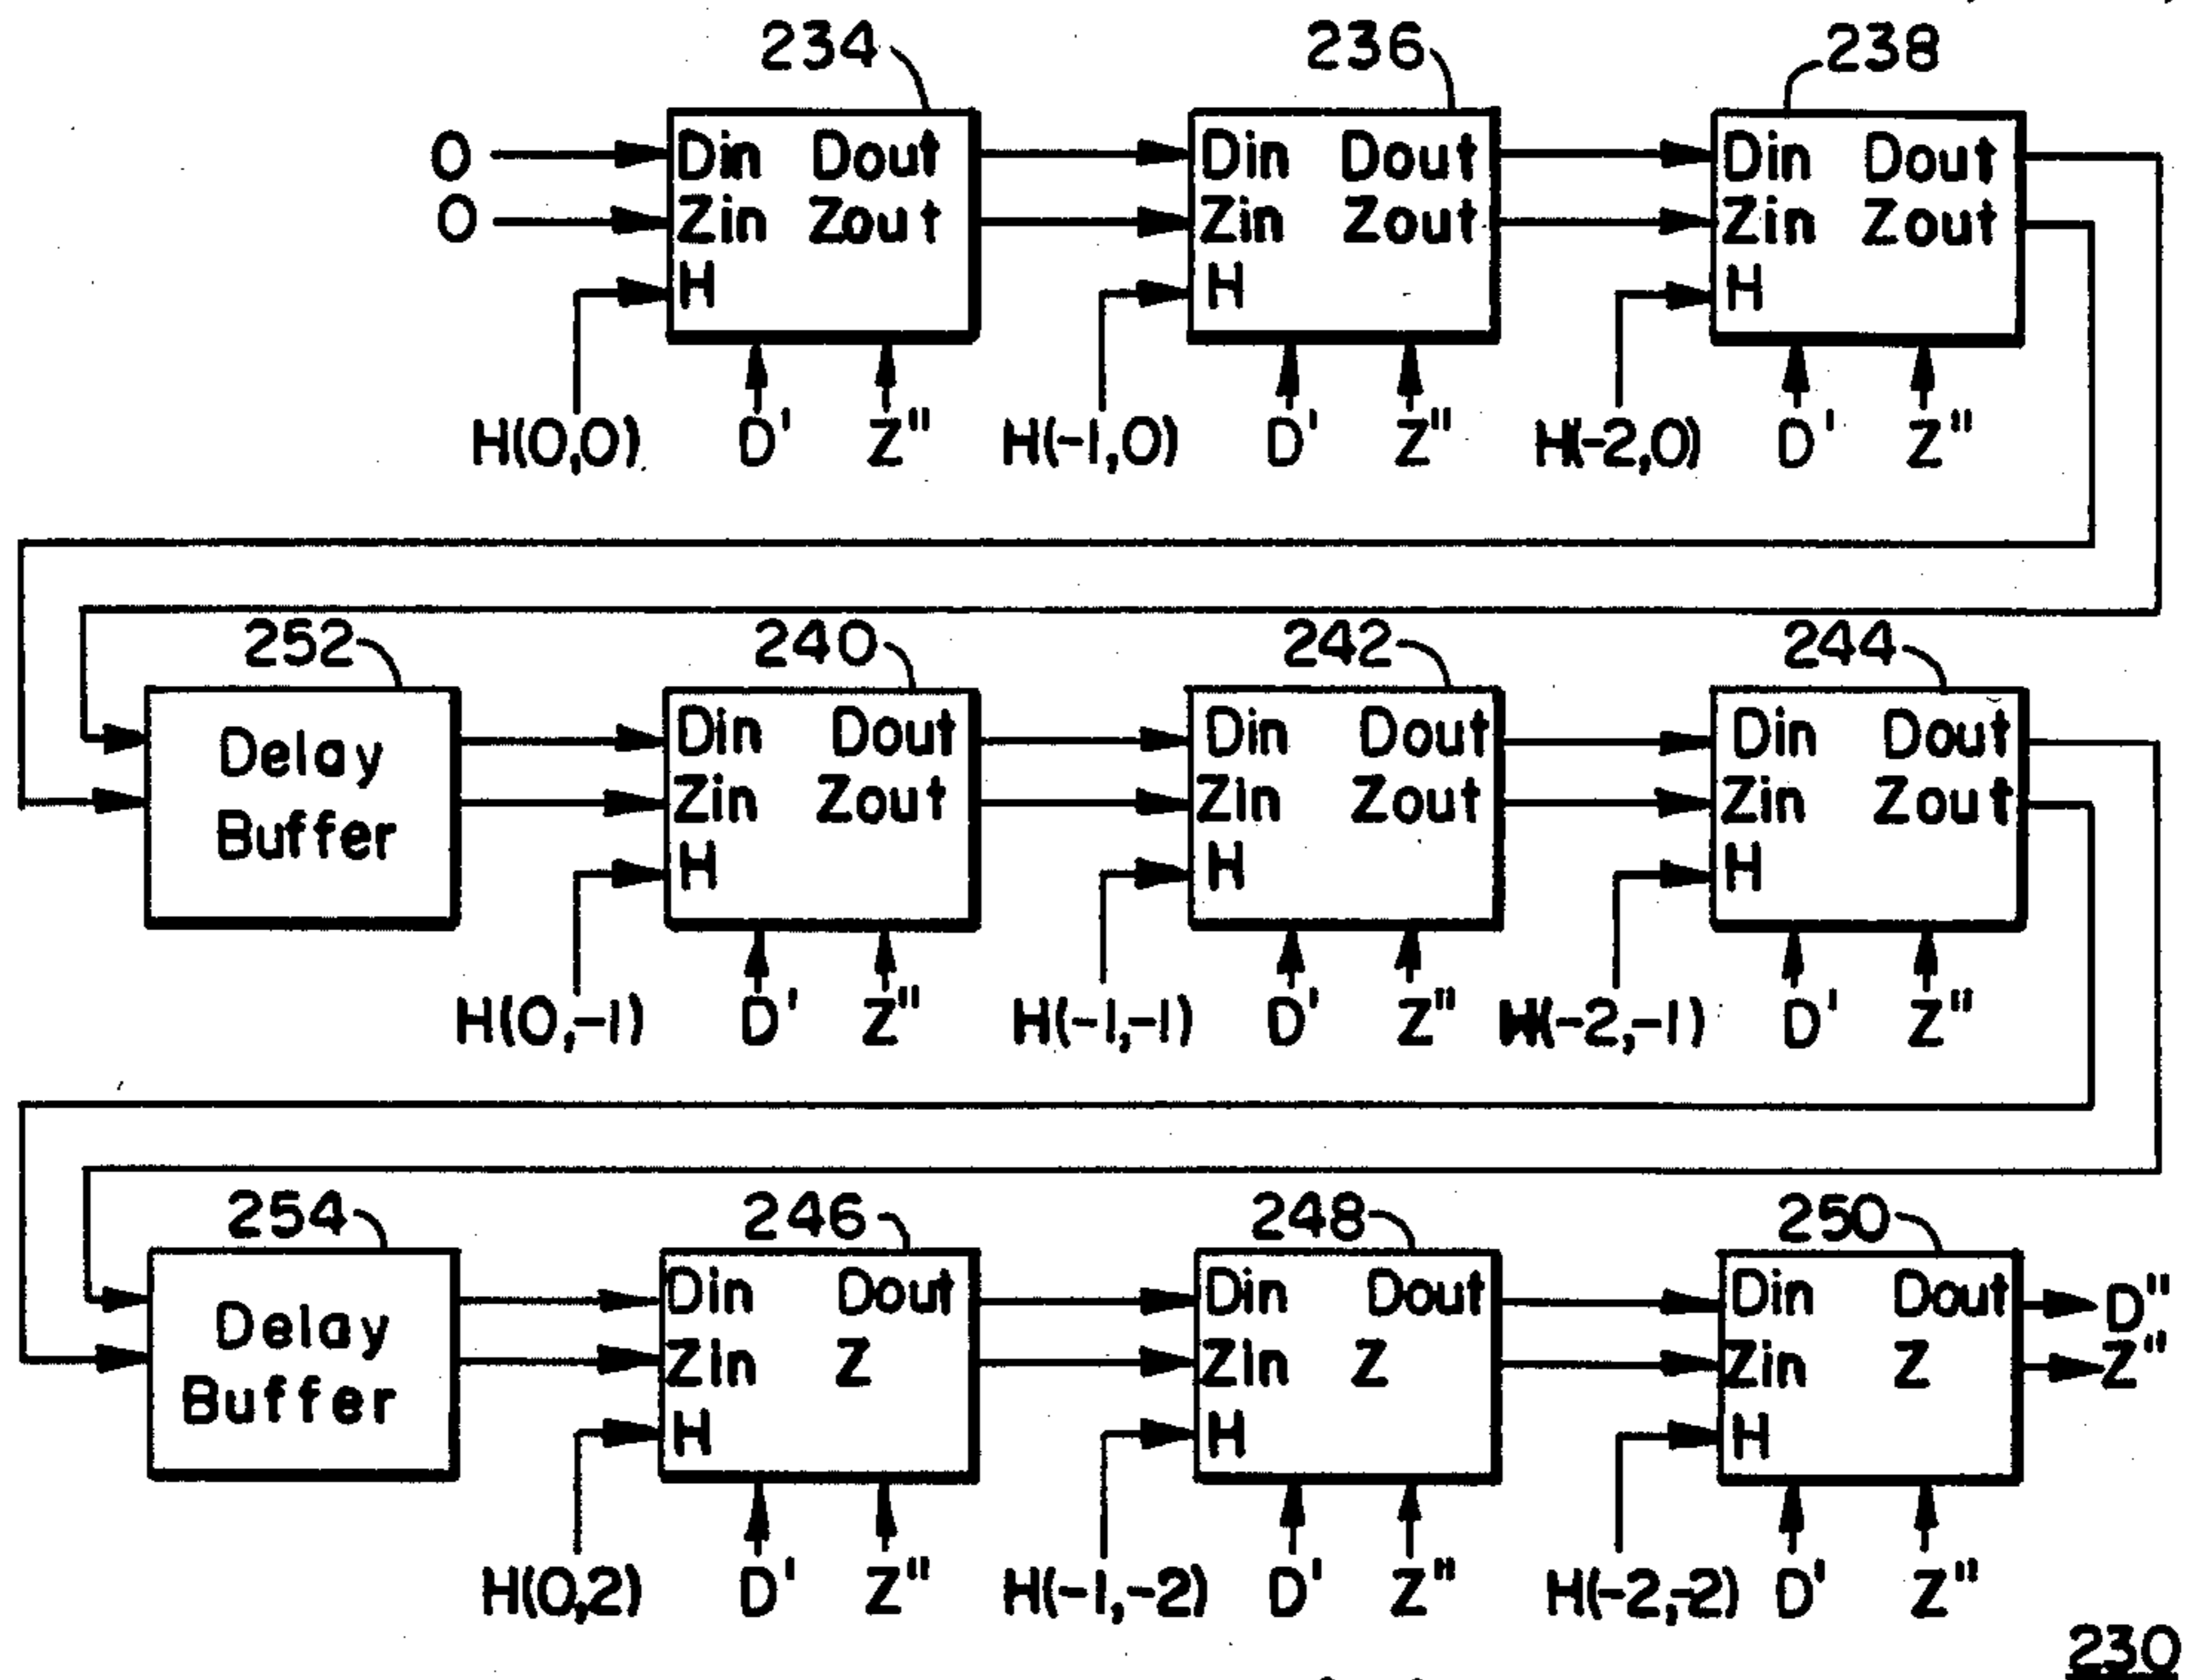 234 236 238
0 Din Dout Din Dout Din Dout
0 Zin Zout Zin Zout Zin Zout
H H H
H(0,0) D' Z" H(-1,0) D' Z" H(-2,0) D' Z"
252 240 242 244
Delay Din Dout Din Dout Din Dout
Buffer Zin Zout Zin Zout Zin Zout
H H H
H(0,-1) D' Z" H(-1,-1) D' Z" H(-2,-1) D' Z"
254 246 248 250
Delay Din Dout Din Dout Din Dout D"
Buffer Zin Z Zin Z Zin Z Z"
H H H
H(0,2) D' Z" H(-1,-2) D' Z" H(-2,-2) D' Z"
230